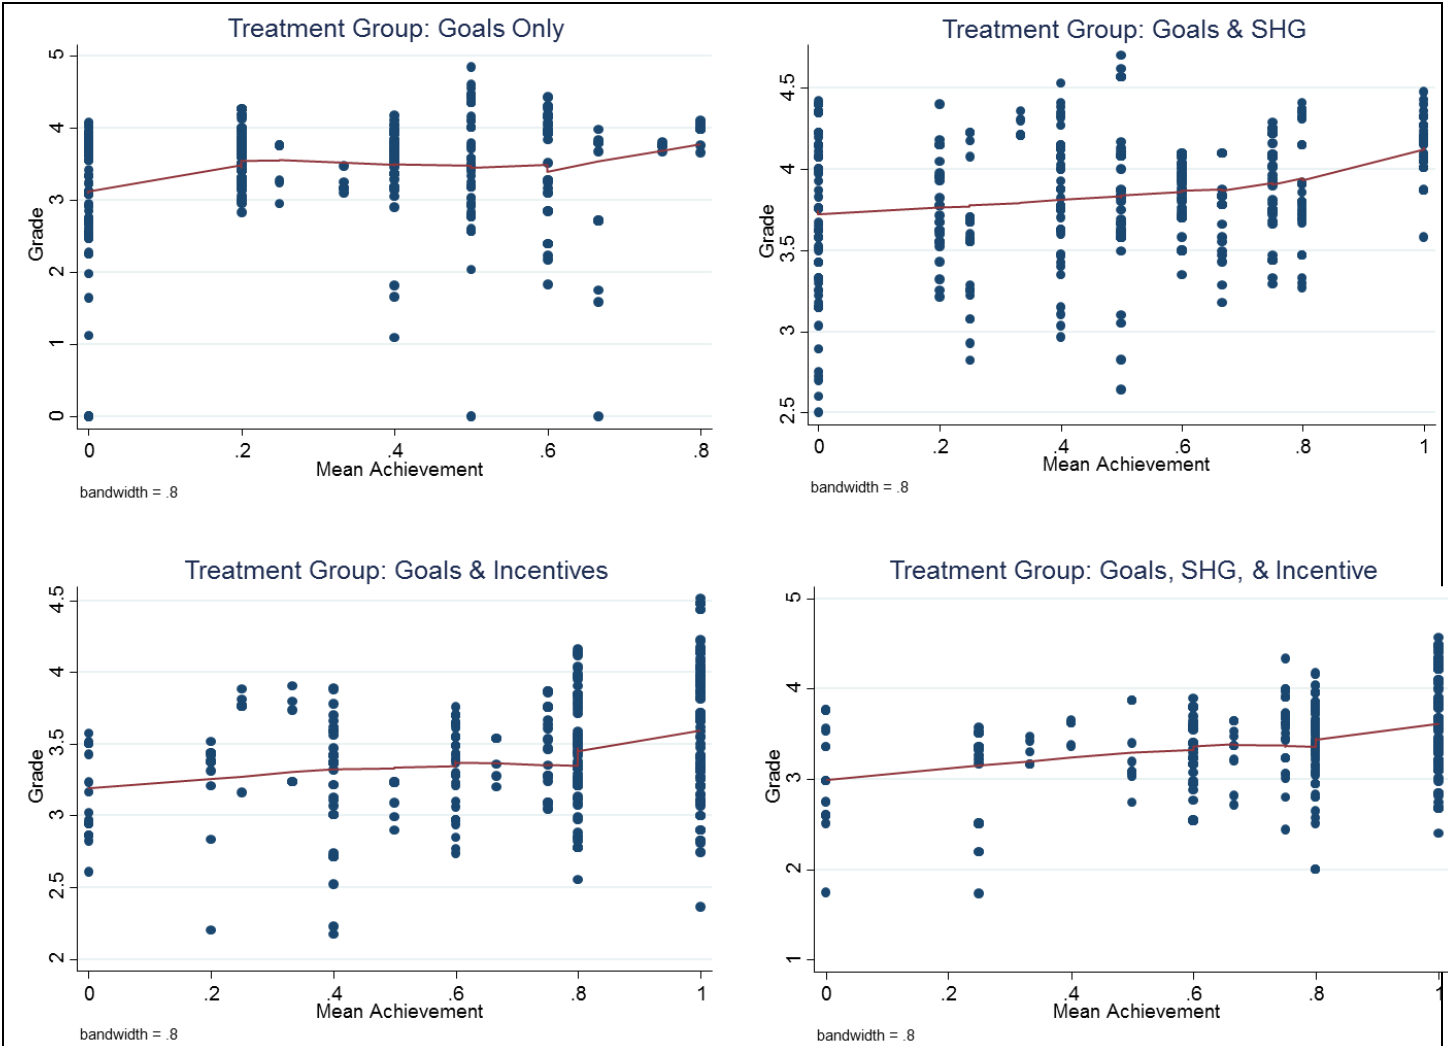 Treatment Group: Goals Only
5
4
3
2
1
0
Grade
0 .2 .4 .6 .8
Mean Achievement
bandwidth = .8
Treatment Group: Goals & SHG
4.5
4
3.5
3
2.5
Grade
0 .2 .4 .6 .8 1
Mean Achievement
bandwidth = .8
Treatment Group: Goals & Incentives
4.5
4
3.5
3
2.5
2
Grade
0 .2 .4 .6 .8 1
Mean Achievement
bandwidth = .8
Treatment Group: Goals, SHG, & Incentive
5
4
3
2
1
Grade
0 .2 .4 .6 .8 1
Mean Achievement
bandwidth = .8